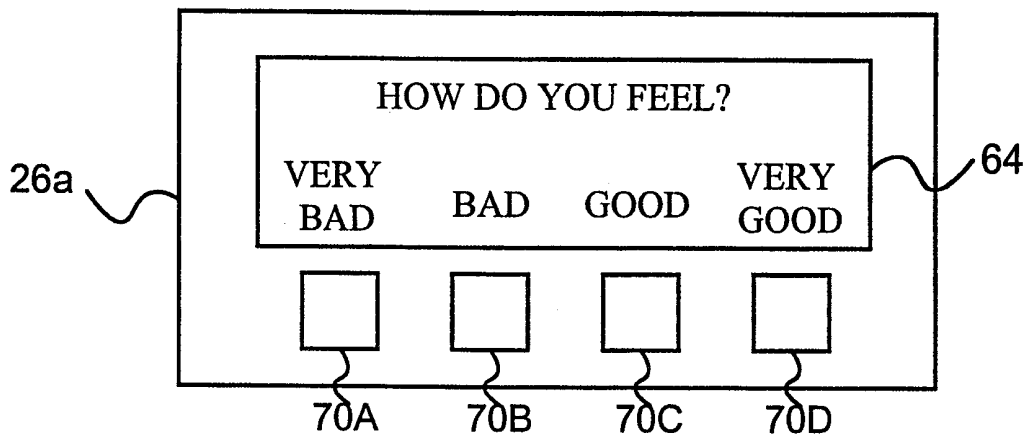 HOW DO YOU FEEL?
VERY BAD
BAD
GOOD
VERY GOOD
26a
64
70A
70B
70C
70D